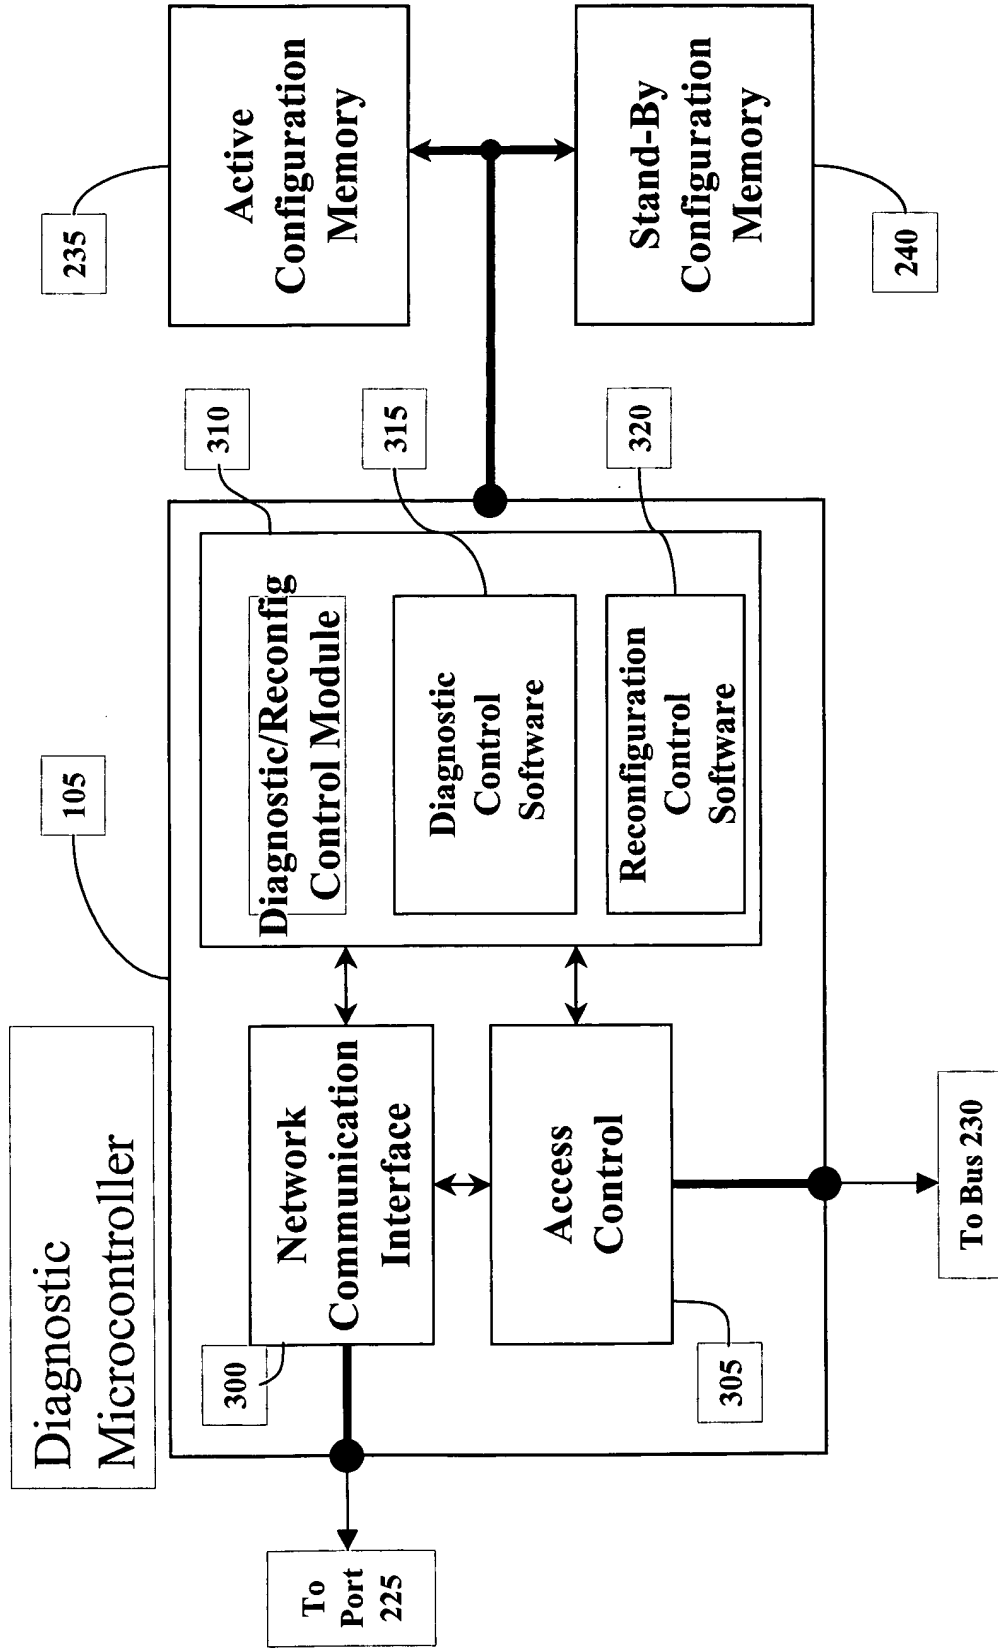 Diagnostic
Microcontroller
105
235
Active
Configuration
Memory
310
Diagnostic/Reconfig
Control Module
315
Diagnostic
Control
Software
320
Reconfiguration
Control
Software
Stand-By
Configuration
Memory
240
300
Network
Communication
Interface
Access
Control
305
To
Port
225
To Bus 230